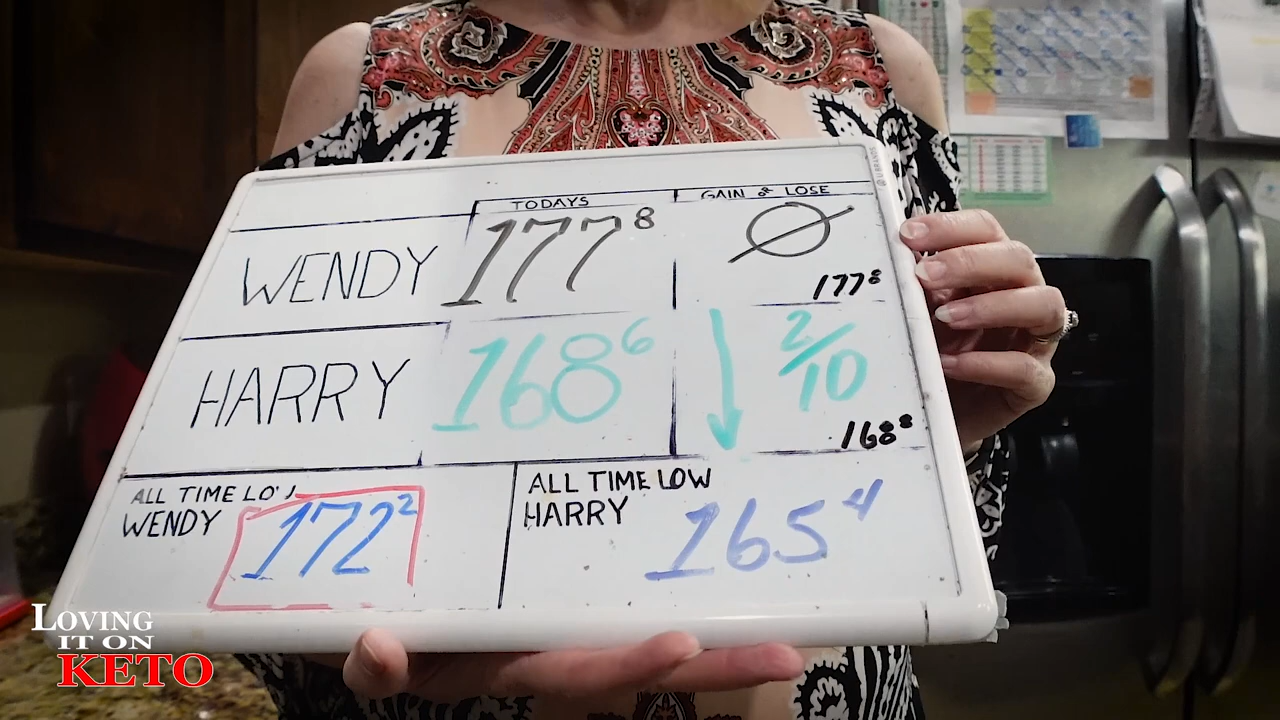 TODAYS GAIN & LOSE
WENDY 177⁸ Ø
177⁸
HARRY 168⁶ ↓ 2/10
168⁸
ALL TIME LOW
WENDY 172²
ALL TIME LOW
HARRY 165⁴
UBRANDS
LOVING
IT ON
KETO